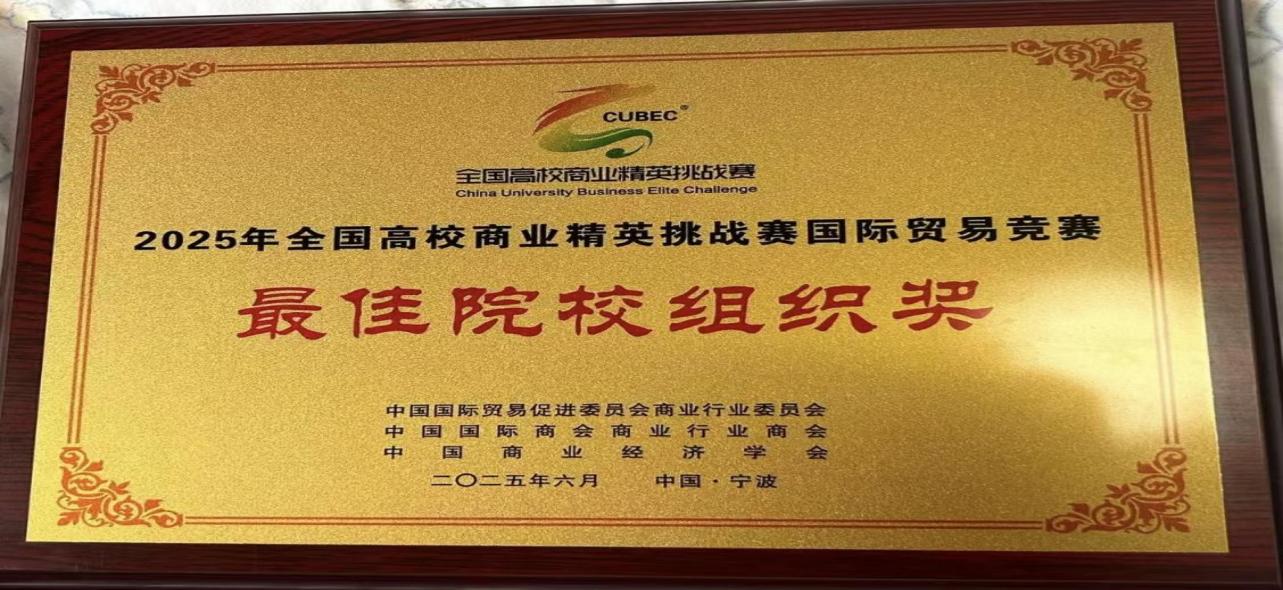 CUBEC®
全国高校商业精英挑战赛
China University Business Elite Challenge
2025年全国高校商业精英挑战赛国际贸易竞赛
最佳院校组织奖
中国国际贸易促进委员会商业行业委员会
中国国际商会商业行业商会
中国商业经济学会
二〇二五年六月 中国·宁波